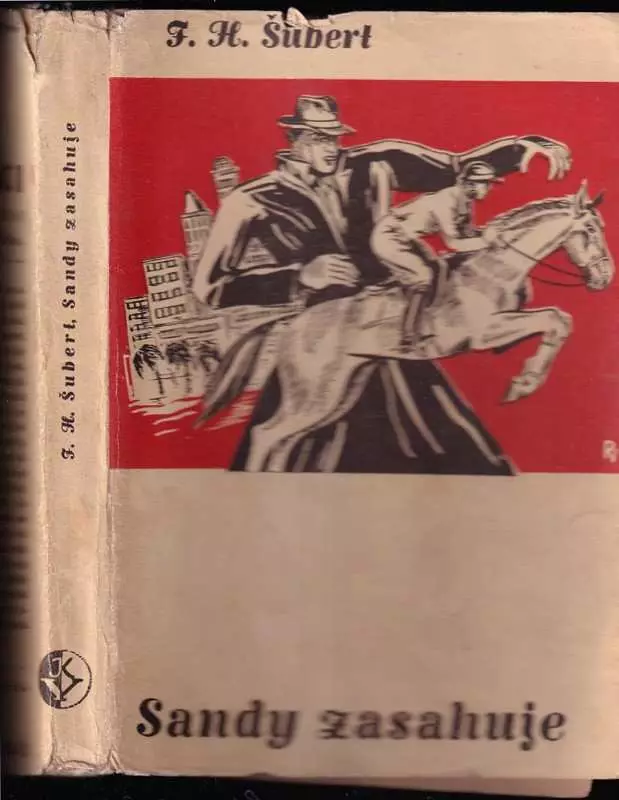 F. H. Šubert
F. H. Šubert, Sandy zasahuje
Sandy zasahuje